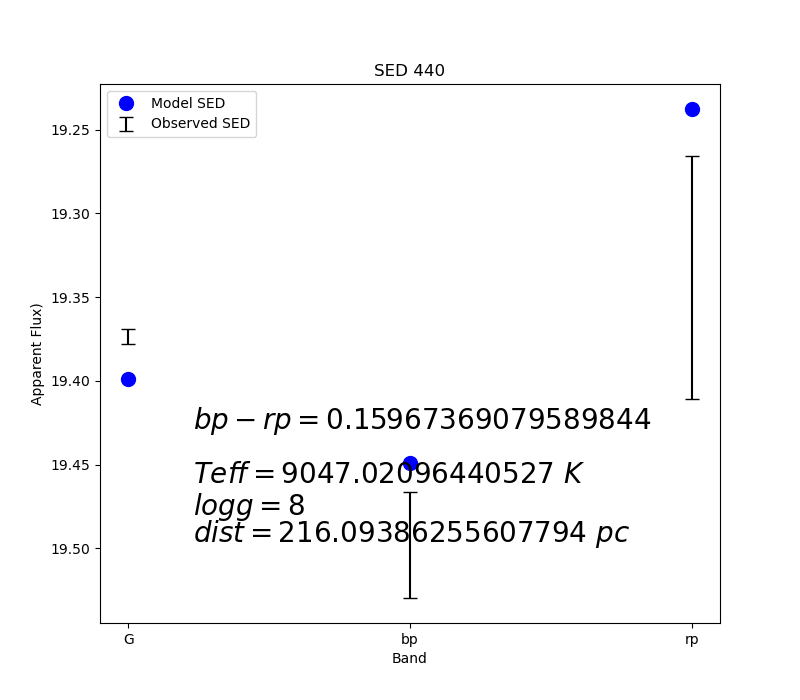 SED 440
Model SED
Observed SED
19.25
19.30
19.35
19.40
19.45
19.50
Apparent Flux)
bp − rp = 0.15967369079589844
Teff = 9047.02096440527 K
logg = 8
dist = 216.09386255607794 pc
G
bp
rp
Band